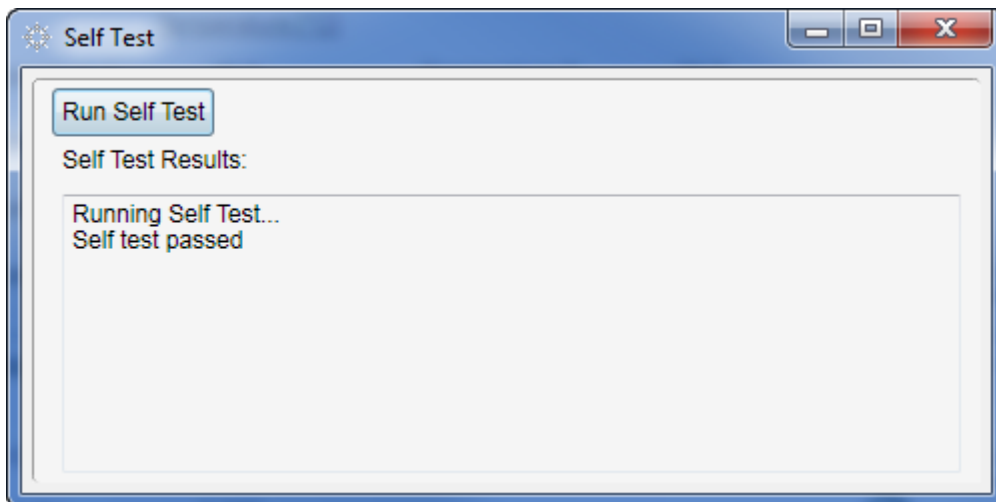 Self Test
Run Self Test
Self Test Results:
Running Self Test...
Self test passed